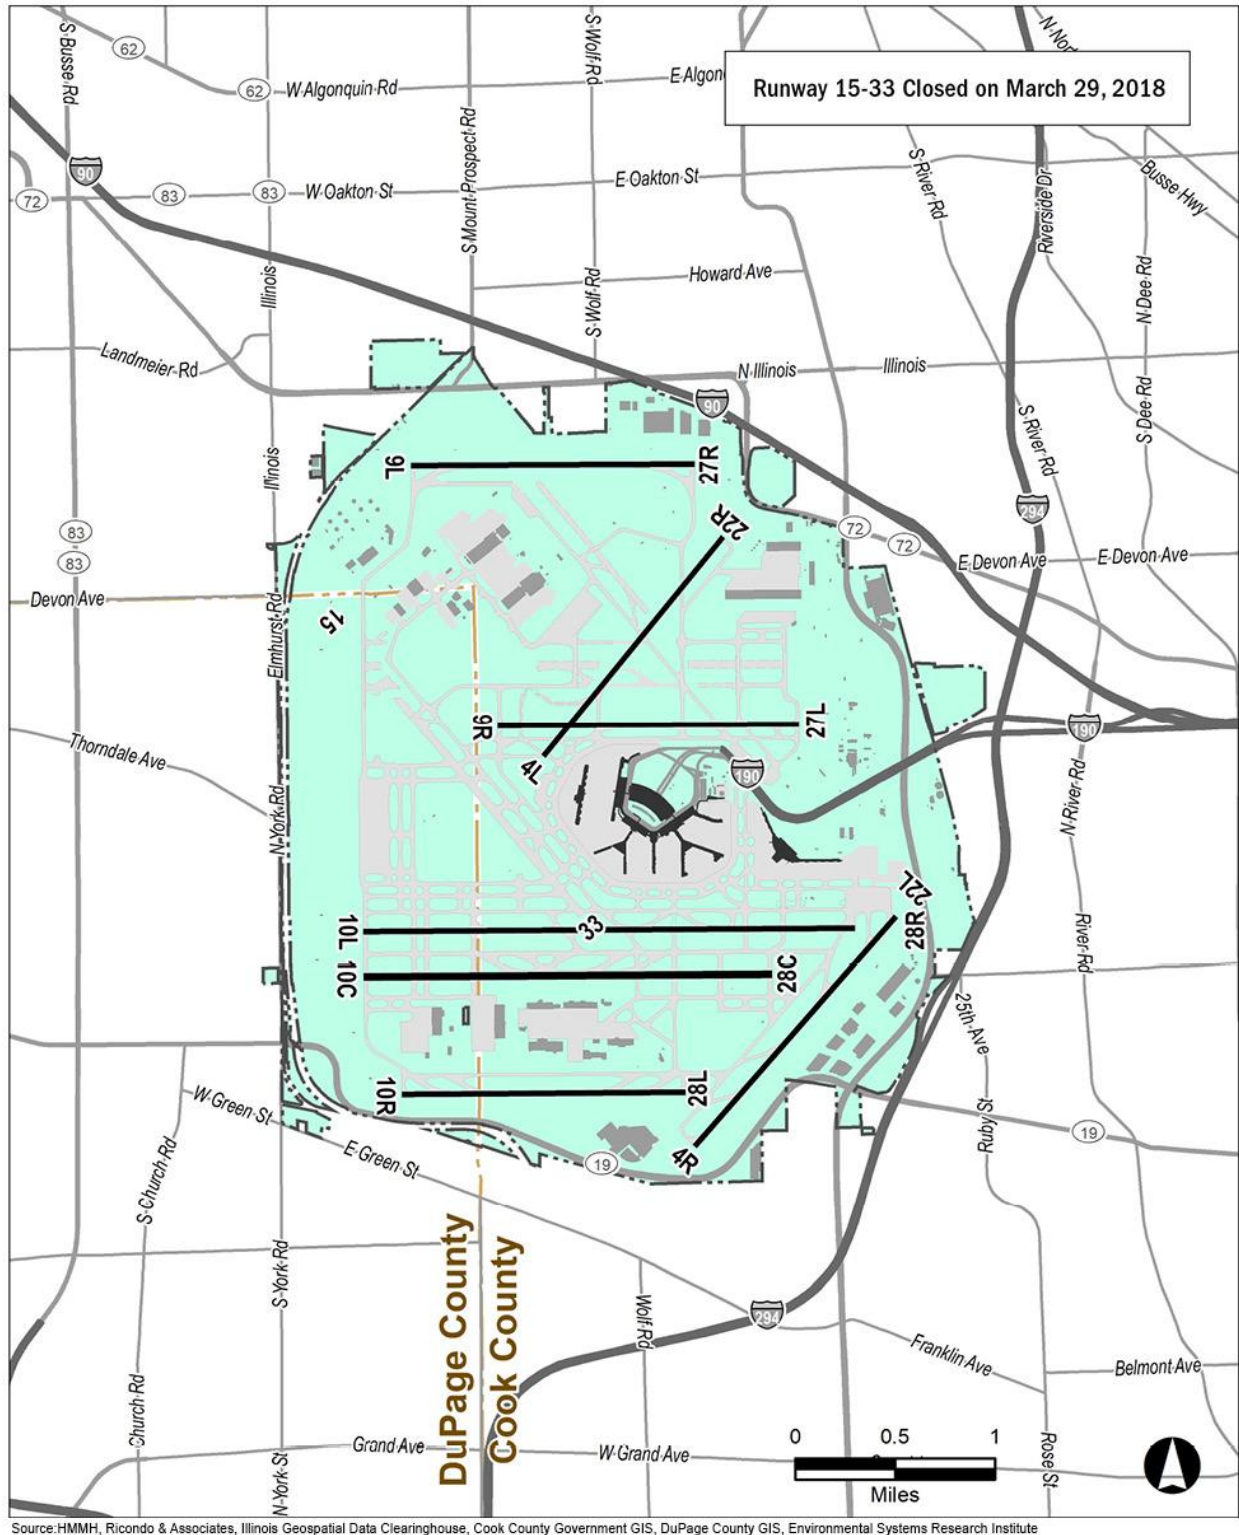 S Busse Rd
62
S Wolf Rd
N Nor
62
W Algonquin Rd
E Algon
Runway 15-33 Closed on March 29, 2018
S Mount Prospect Rd
90
72
83
83
W Oakton St
E Oakton St
S River Rd
Riverside Dr
Busse Hwy
Illinois
S Wolf Rd
Howard Ave
N Dee Rd
Landmeier Rd
N Illinois
Illinois
90
S River Rd
S Dee Rd
Illinois
9L
27R
22R
294
83
83
72
72
E Devon Ave
E Devon Ave
Devon Ave
15
Elmhurst Rd
9R
27L
190
Thorndale Ave
4L
190
N York Rd
N River Rd
22L
10L
33
28R
River Rd
10C
28C
25th Ave
10R
28L
W Green St
Ruby St
19
E Green St
19
4R
S Church Rd
DuPage County
Cook County
S York Rd
Wolf Rd
294
Franklin Ave
Belmont Ave
Church Rd
Grand Ave
W Grand Ave
N York St
Rose St
0 0.5 1
Miles
Source:HMMH, Ricondo & Associates, Illinois Geospatial Data Clearinghouse, Cook County Government GIS, DuPage County GIS, Environmental Systems Research Institute